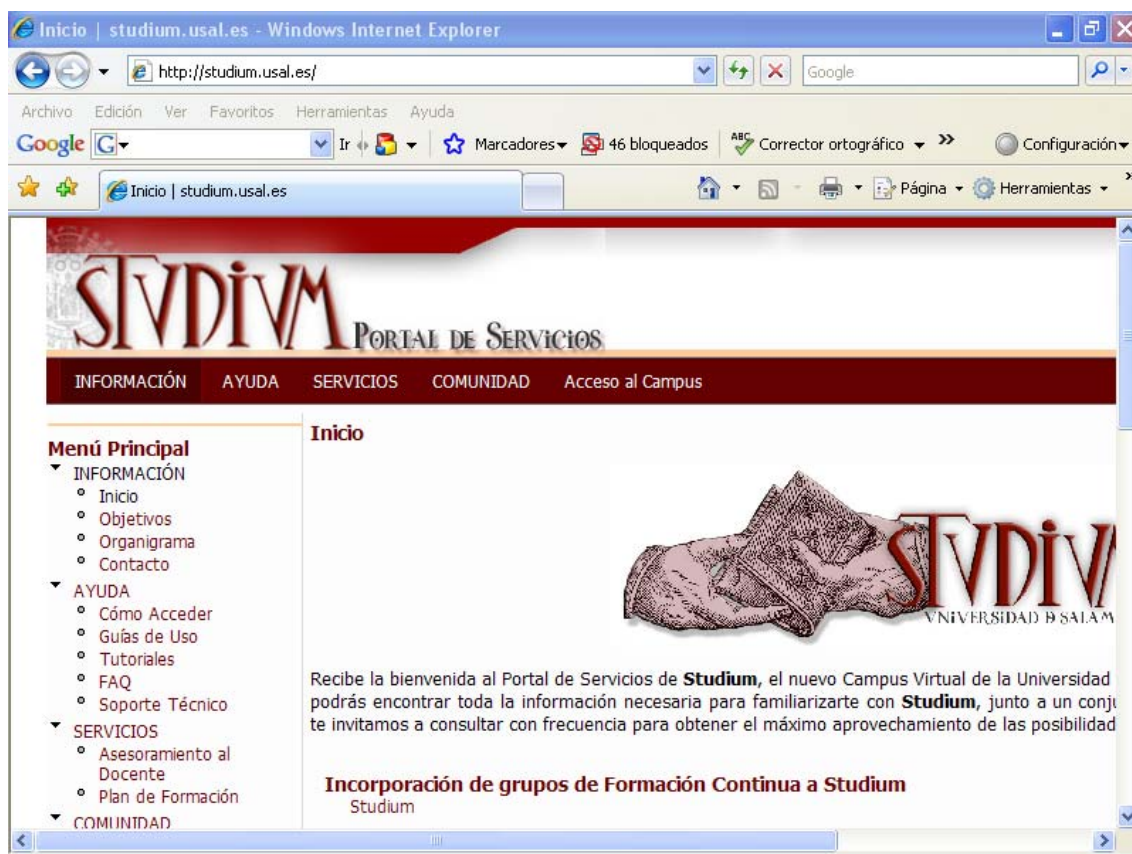 Inicio | studium.usal.es - Windows Internet Explorer
http://studium.usal.es/
Google
Archivo Edición Ver Favoritos Herramientas Ayuda
Google G Ir Marcadores 46 bloqueados ABC Corrector ortográfico » Configuración
Inicio | studium.usal.es Página Herramientas »
STVDIVM PORTAL DE SERVICIOS
INFORMACIÓN AYUDA SERVICIOS COMUNIDAD Acceso al Campus
Menú Principal
INFORMACIÓN
Inicio
Objetivos
Organigrama
Contacto
AYUDA
Cómo Acceder
Guías de Uso
Tutoriales
FAQ
Soporte Técnico
SERVICIOS
Asesoramiento al
Docente
Plan de Formación
COMUNIDAD
Inicio
STVDIV
VNIVERSIDAD D SALAM
Recibe la bienvenida al Portal de Servicios de Studium, el nuevo Campus Virtual de la Universidad
podrás encontrar toda la información necesaria para familiarizarte con Studium, junto a un conju
te invitamos a consultar con frecuencia para obtener el máximo aprovechamiento de las posibilidad
Incorporación de grupos de Formación Continua a Studium
Studium